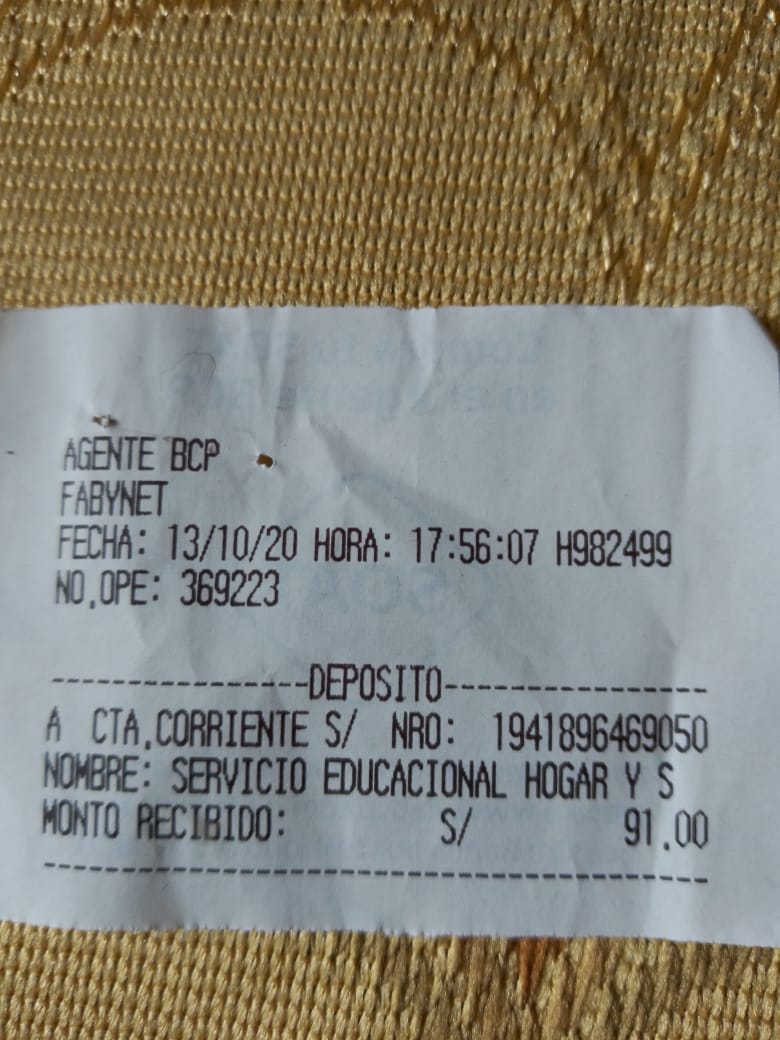 AGENTE BCP
FABYNET
FECHA: 13/10/20 HORA: 17:56:07 H982499
NO.OPE: 369223
----------------DEPOSITO----------------
A CTA.CORRIENTE S/ NRO: 1941896469050
NOMBRE: SERVICIO EDUCACIONAL HOGAR Y S
MONTO RECIBIDO: S/ 91.00
----------------------------------------